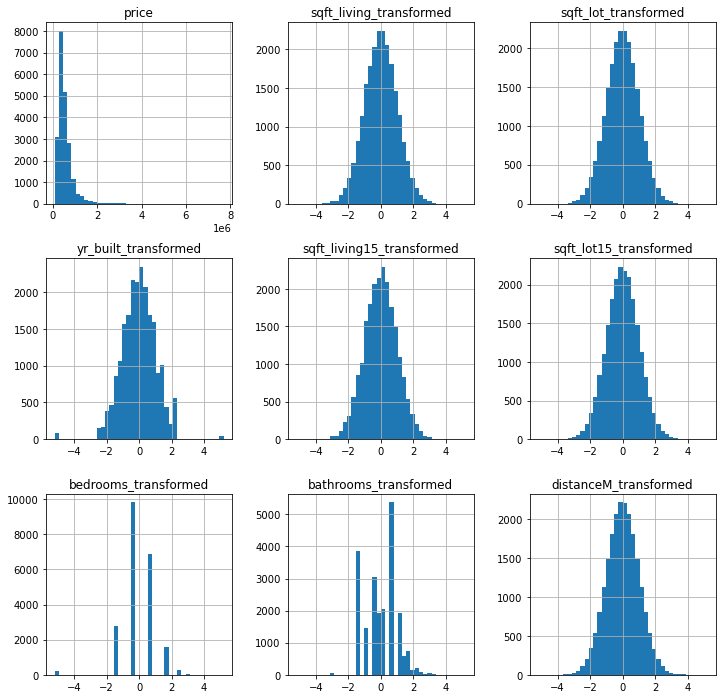 price
sqft_living_transformed
sqft_lot_transformed
8000
7000
6000
5000
4000
3000
2000
1000
0
0 2 4 6 8
1e6
2000
1500
1000
500
0
−4 −2 0 2 4
2000
1500
1000
500
0
−4 −2 0 2 4
yr_built_transformed
sqft_living15_transformed
sqft_lot15_transformed
2000
1500
1000
500
0
−4 −2 0 2 4
2000
1500
1000
500
0
−4 −2 0 2 4
2000
1500
1000
500
0
−4 −2 0 2 4
bedrooms_transformed
bathrooms_transformed
distanceM_transformed
10000
8000
6000
4000
2000
0
−4 −2 0 2 4
5000
4000
3000
2000
1000
0
−4 −2 0 2 4
2000
1500
1000
500
0
−4 −2 0 2 4